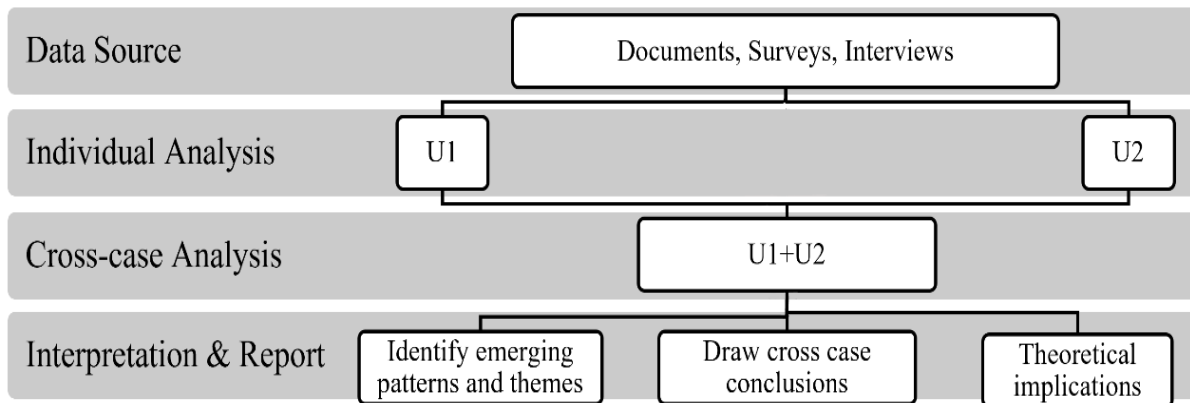 Data Source
Documents, Surveys, Interviews
Individual Analysis
U1
U2
Cross-case Analysis
U1+U2
Interpretation & Report
Identify emerging
patterns and themes
Draw cross case
conclusions
Theoretical
implications